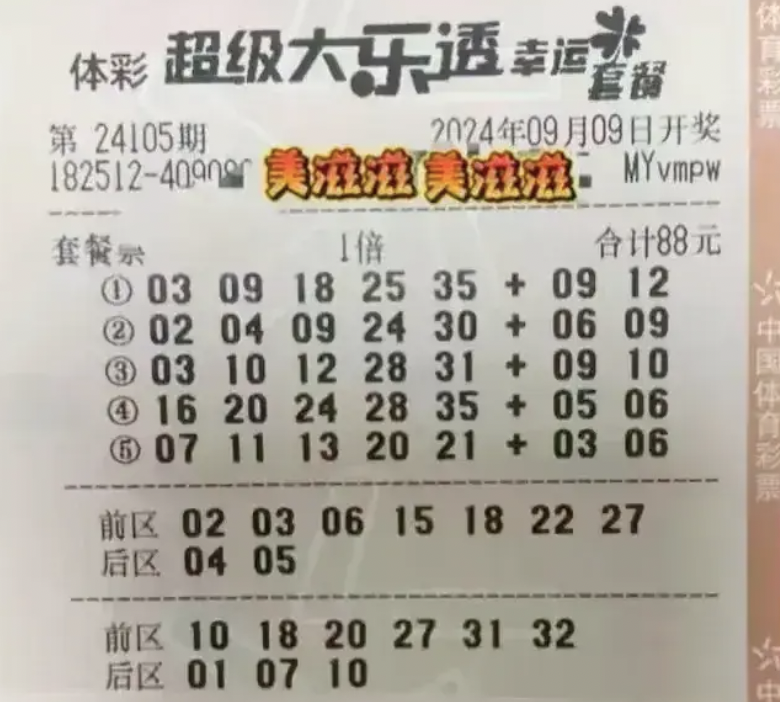 体彩 超级大乐透 幸运套餐
第 24105期 2024年09月09日开奖
182512-40908 美滋滋 美滋滋 MYvmpw
套餐票 1倍 合计88元
① 03 09 18 25 35 + 09 12
② 02 04 09 24 30 + 06 09
③ 03 10 12 28 31 + 09 10
④ 16 20 24 28 35 + 05 06
⑤ 07 11 13 20 21 + 03 06
前区 02 03 06 15 18 22 27
后区 04 05
前区 10 18 20 27 31 32
后区 01 07 10
体育彩票
中国体育彩票
中